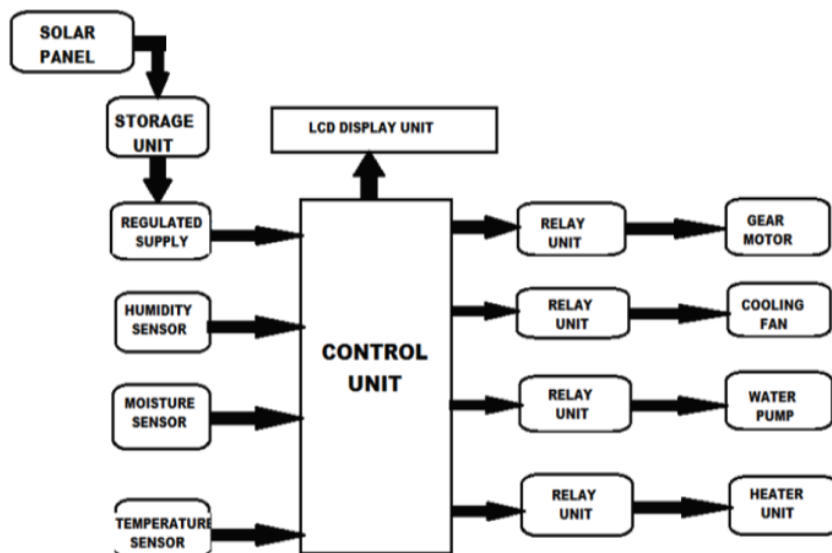 SOLAR
PANEL
STORAGE
UNIT
LCD DISPLAY UNIT
REGULATED
SUPPLY
RELAY
UNIT
GEAR
MOTOR
HUMIDITY
SENSOR
RELAY
UNIT
COOLING
FAN
CONTROL
UNIT
MOISTURE
SENSOR
RELAY
UNIT
WATER
PUMP
TEMPERATURE
SENSOR
RELAY
UNIT
HEATER
UNIT